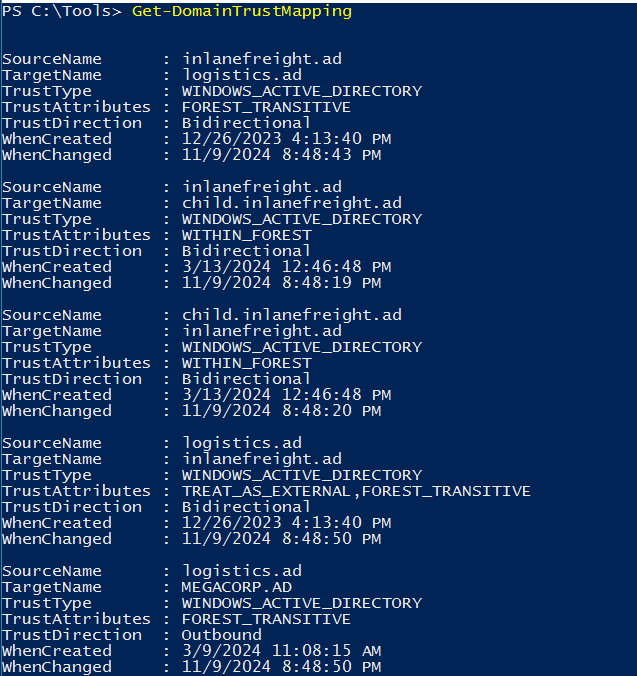 PS C:\Tools> Get-DomainTrustMapping
SourceName      : inlanefreight.ad
TargetName      : logistics.ad
TrustType       : WINDOWS_ACTIVE_DIRECTORY
TrustAttributes : FOREST_TRANSITIVE
TrustDirection  : Bidirectional
WhenCreated     : 12/26/2023 4:13:40 PM
WhenChanged     : 11/9/2024 8:48:43 PM
SourceName      : inlanefreight.ad
TargetName      : child.inlanefreight.ad
TrustType       : WINDOWS_ACTIVE_DIRECTORY
TrustAttributes : WITHIN_FOREST
TrustDirection  : Bidirectional
WhenCreated     : 3/13/2024 12:46:48 PM
WhenChanged     : 11/9/2024 8:48:19 PM
SourceName      : child.inlanefreight.ad
TargetName      : inlanefreight.ad
TrustType       : WINDOWS_ACTIVE_DIRECTORY
TrustAttributes : WITHIN_FOREST
TrustDirection  : Bidirectional
WhenCreated     : 3/13/2024 12:46:48 PM
WhenChanged     : 11/9/2024 8:48:20 PM
SourceName      : logistics.ad
TargetName      : inlanefreight.ad
TrustType       : WINDOWS_ACTIVE_DIRECTORY
TrustAttributes : TREAT_AS_EXTERNAL,FOREST_TRANSITIVE
TrustDirection  : Bidirectional
WhenCreated     : 12/26/2023 4:13:40 PM
WhenChanged     : 11/9/2024 8:48:50 PM
SourceName      : logistics.ad
TargetName      : MEGACORP.AD
TrustType       : WINDOWS_ACTIVE_DIRECTORY
TrustAttributes : FOREST_TRANSITIVE
TrustDirection  : Outbound
WhenCreated     : 3/9/2024 11:08:15 AM
WhenChanged     : 11/9/2024 8:48:50 PM